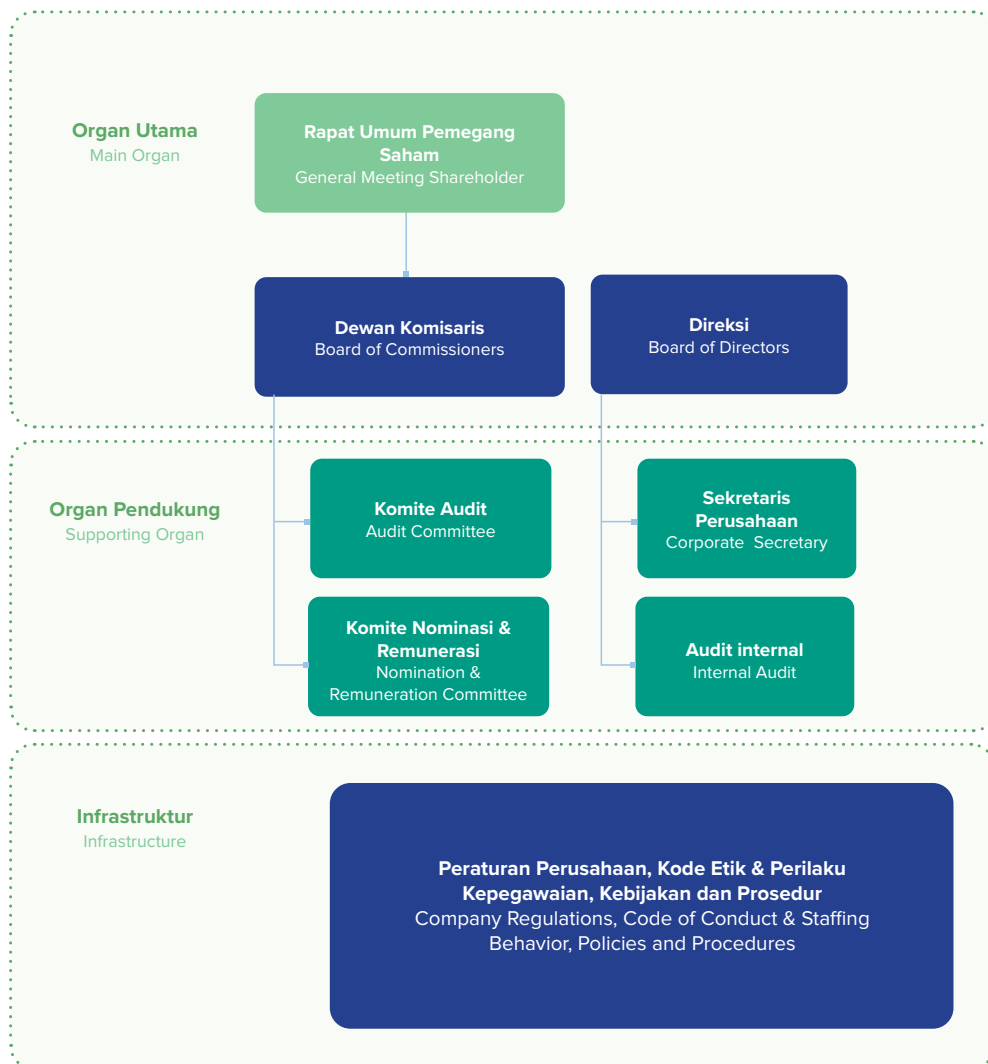 Organ Utama
Main Organ
Rapat Umum Pemegang
Saham
General Meeting Shareholder
Dewan Komisaris
Board of Commissioners
Direksi
Board of Directors
Organ Pendukung
Supporting Organ
Komite Audit
Audit Committee
Sekretaris
Perusahaan
Corporate  Secretary
Komite Nominasi &
Remunerasi
Nomination &
Remuneration Committee
Audit internal
Internal Audit
Infrastruktur
Infrastructure
Peraturan Perusahaan, Kode Etik & Perilaku
Kepegawaian, Kebijakan dan Prosedur
Company Regulations, Code of Conduct & Staffing
Behavior, Policies and Procedures